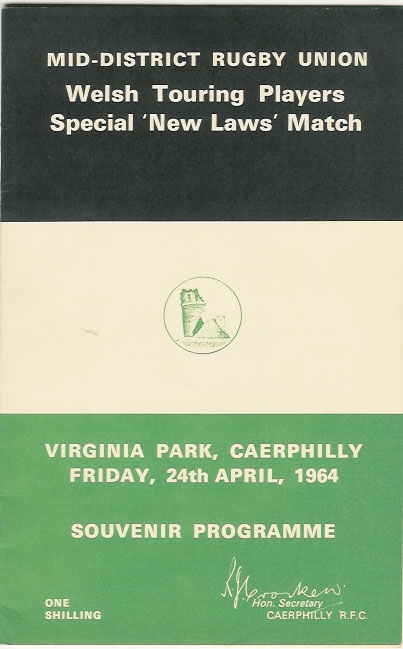 MID-DISTRICT RUGBY UNION
Welsh Touring Players
Special ‘New Laws’ Match
VIRGINIA PARK, CAERPHILLY
FRIDAY, 24th APRIL, 1964
SOUVENIR PROGRAMME
Hon. Secretary
ONE
SHILLING
CAERPHILLY R.F.C.